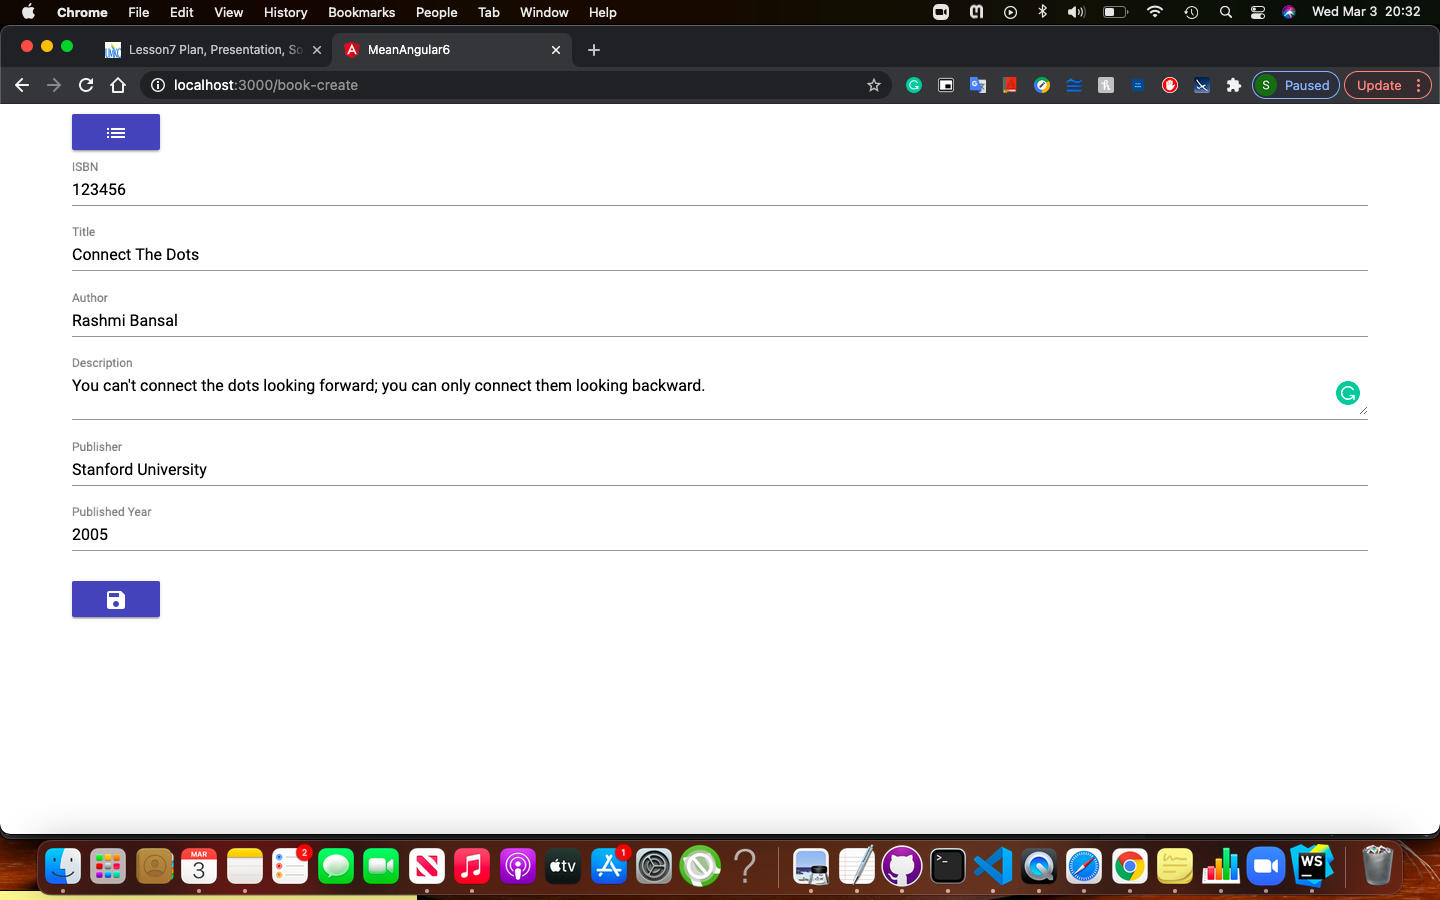 Chrome File Edit View History Bookmarks People Tab Window Help Wed Mar 3 20:32
Lesson7 Plan, Presentation, So MeanAngular6
localhost:3000/book-create S Paused Update
ISBN
123456
Title
Connect The Dots
Author
Rashmi Bansal
Description
You can't connect the dots looking forward; you can only connect them looking backward.
Publisher
Stanford University
Published Year
2005
MAR
3
2
tv
1
WS